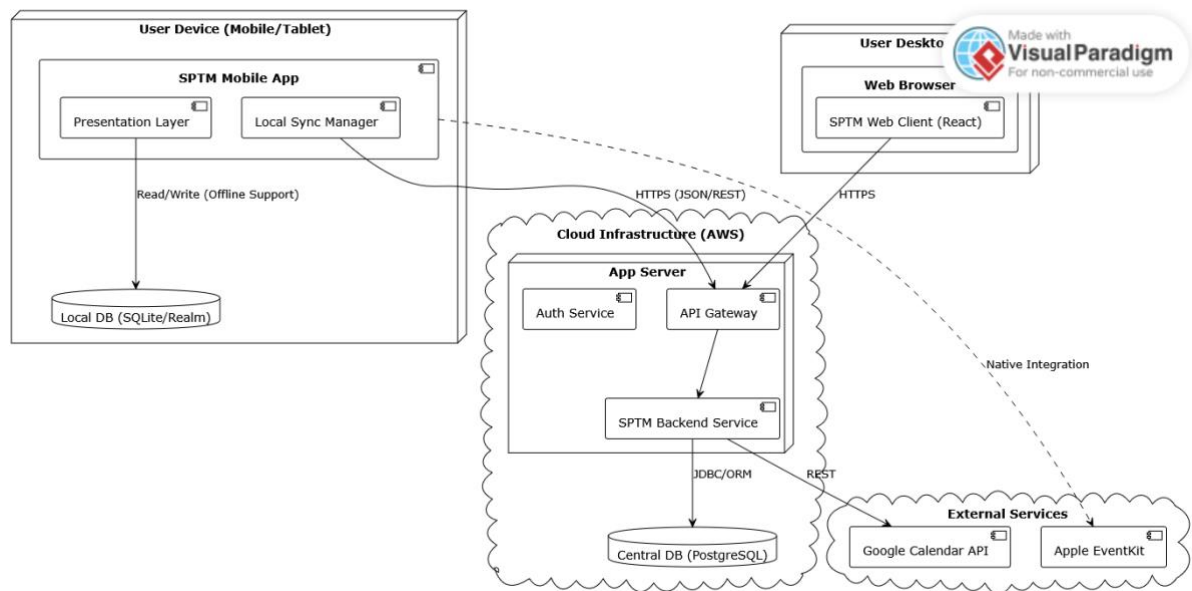 User Device (Mobile/Tablet)
SPTM Mobile App
Presentation Layer
Local Sync Manager
Read/Write (Offline Support)
Local DB (SQLite/Realm)
User Deskto
Web Browser
SPTM Web Client (React)
Made with
Visual Paradigm
For non-commercial use
HTTPS (JSON/REST)
HTTPS
Cloud Infrastructure (AWS)
App Server
Auth Service
API Gateway
Native Integration
SPTM Backend Service
JDBC/ORM
REST
Central DB (PostgreSQL)
External Services
Google Calendar API
Apple EventKit